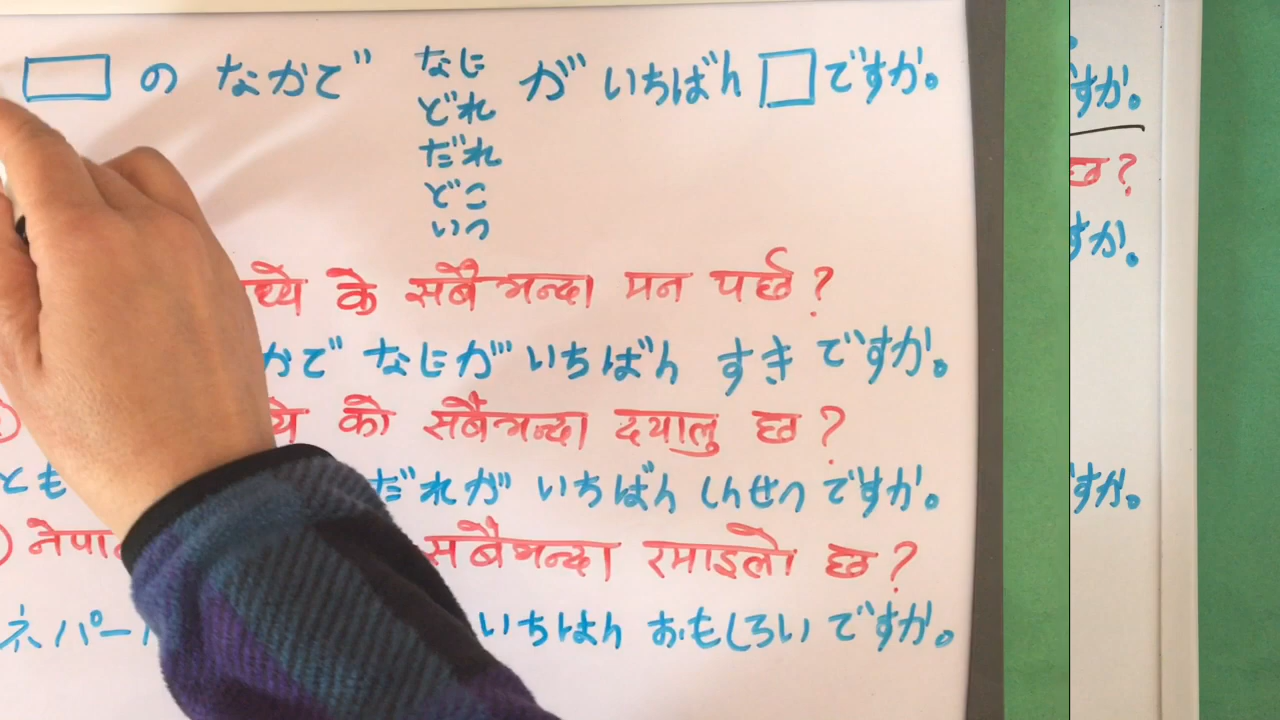 の なかで なに が いちばん ですか。
どれ
だれ
どこ
いつ
ध्ये के सबैभन्दा मन पर्छ ?
かで なにが いちばん すき ですか。
ये को सबैभन्दा दयालु छ ?
とも だれが いちばん しんせつ ですか。
नेपा सबैभन्दा रमाइलो छ ?
ネパー いちばん おもしろい ですか。
すか。
छ ?
すか。
すか。